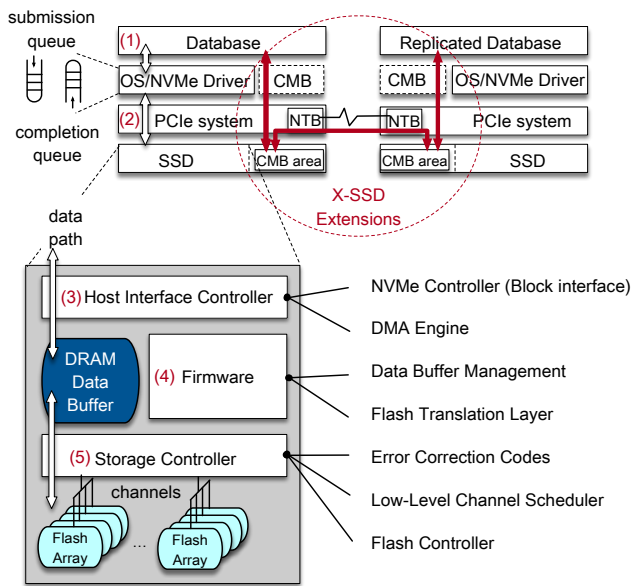 submission
queue
(1)
Database
Replicated Database
OS/NVMe Driver
CMB
CMB
OS/NVMe Driver
completion
queue
(2)
PCIe system
NTB
NTB
PCIe system
SSD
CMB area
CMB area
SSD
X-SSD
Extensions
data
path
(3) Host Interface Controller
NVMe Controller (Block interface)
DMA Engine
DRAM
Data
Buffer
(4) Firmware
Data Buffer Management
Flash Translation Layer
(5) Storage Controller
Error Correction Codes
channels
Low-Level Channel Scheduler
Flash
Array
...
Flash
Array
Flash Controller